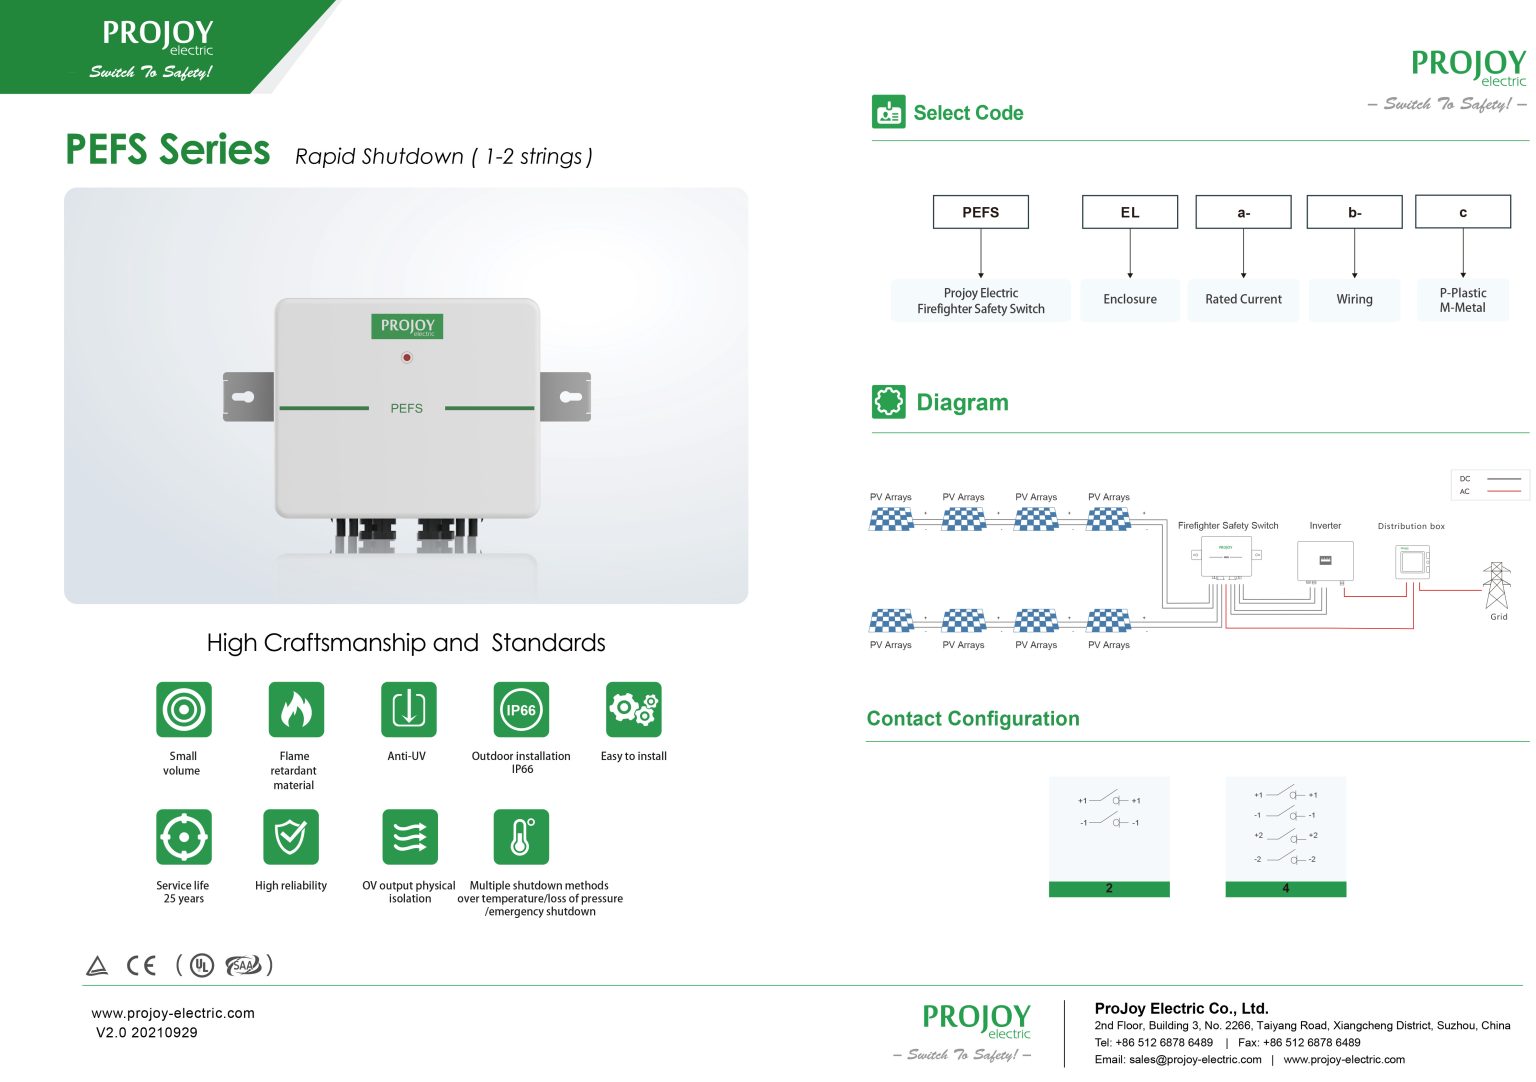 PROJOY
electric
Switch To Safety!
PEFS Series Rapid Shutdown ( 1-2 strings )
PROJOY
electric
PEFS
High Craftsmanship and Standards
Small
volume
Flame
retardant
material
Anti-UV
IP66
Outdoor installation
IP66
Easy to install
Service life
25 years
High reliability
OV output physical
isolation
Multiple shutdown methods
over temperature/loss of pressure
/emergency shutdown
CE ( UL SAA )
www.projoy-electric.com
V2.0 20210929
PROJOY
electric
– Switch To Safety! –
Select Code
PEFS EL a- b- c
Projoy Electric
Firefighter Safety Switch
Enclosure
Rated Current
Wiring
P-Plastic
M-Metal
Diagram
DC
AC
PV Arrays PV Arrays PV Arrays PV Arrays
+ - + - + - + -
Firefighter Safety Switch Inverter Distribution box
PROJOY
Grid
+ - + - + - + -
PV Arrays PV Arrays PV Arrays PV Arrays
Contact Configuration
+1 +1
-1 -1
2
+1 +1
-1 -1
+2 +2
-2 -2
4
PROJOY
electric
– Switch To Safety! –
ProJoy Electric Co., Ltd.
2nd Floor, Building 3, No. 2266, Taiyang Road, Xiangcheng District, Suzhou, China
Tel: +86 512 6878 6489 | Fax: +86 512 6878 6489
Email: sales@projoy-electric.com | www.projoy-electric.com